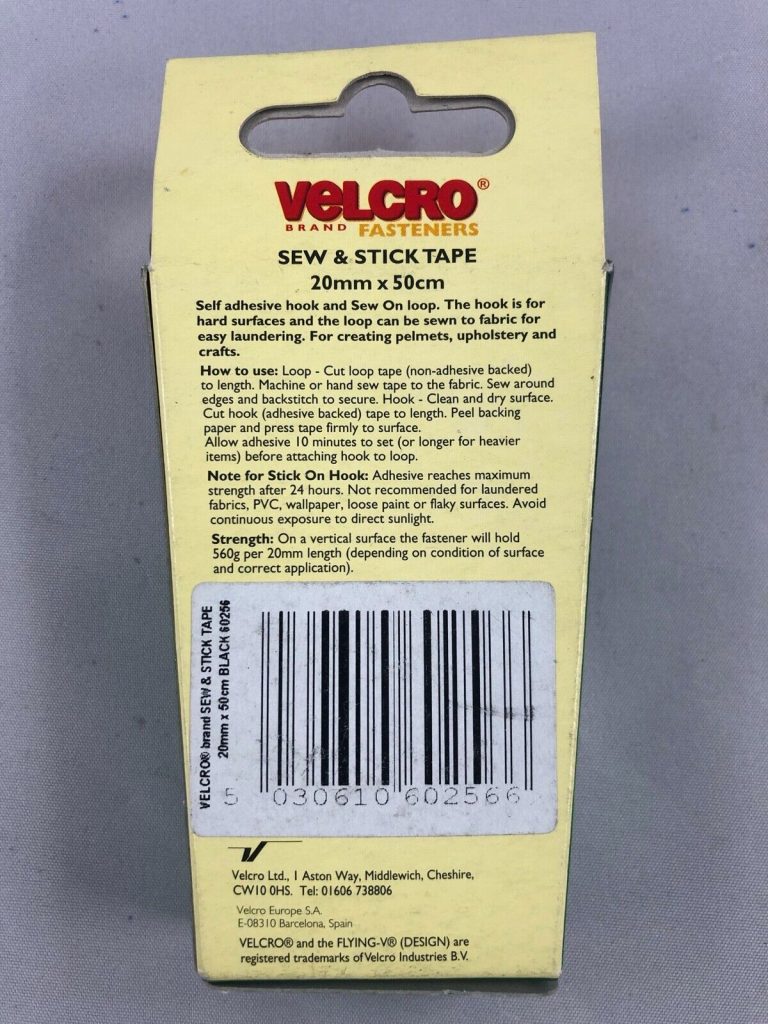 VELCRO®
BRAND FASTENERS
SEW & STICK TAPE
20mm x 50cm
Self adhesive hook and Sew On loop. The hook is for
hard surfaces and the loop can be sewn to fabric for
easy laundering. For creating pelmets, upholstery and
crafts.
How to use: Loop - Cut loop tape (non-adhesive backed)
to length. Machine or hand sew tape to the fabric. Sew around
edges and backstitch to secure. Hook - Clean and dry surface.
Cut hook (adhesive backed) tape to length. Peel backing
paper and press tape firmly to surface.
Allow adhesive 10 minutes to set (or longer for heavier
items) before attaching hook to loop.
Note for Stick On Hook: Adhesive reaches maximum
strength after 24 hours. Not recommended for laundered
fabrics, PVC, wallpaper, loose paint or flaky surfaces. Avoid
continuous exposure to direct sunlight.
Strength: On a vertical surface the fastener will hold
560g per 20mm length (depending on condition of surface
and correct application).
VELCRO® brand SEW & STICK TAPE
20mm x 50cm BLACK 60256
5 030610 602566
Velcro Ltd., 1 Aston Way, Middlewich, Cheshire,
CW10 0HS. Tel: 01606 738806
Velcro Europe S.A.
E-08310 Barcelona, Spain
VELCRO® and the FLYING-V® (DESIGN) are
registered trademarks of Velcro Industries B.V.